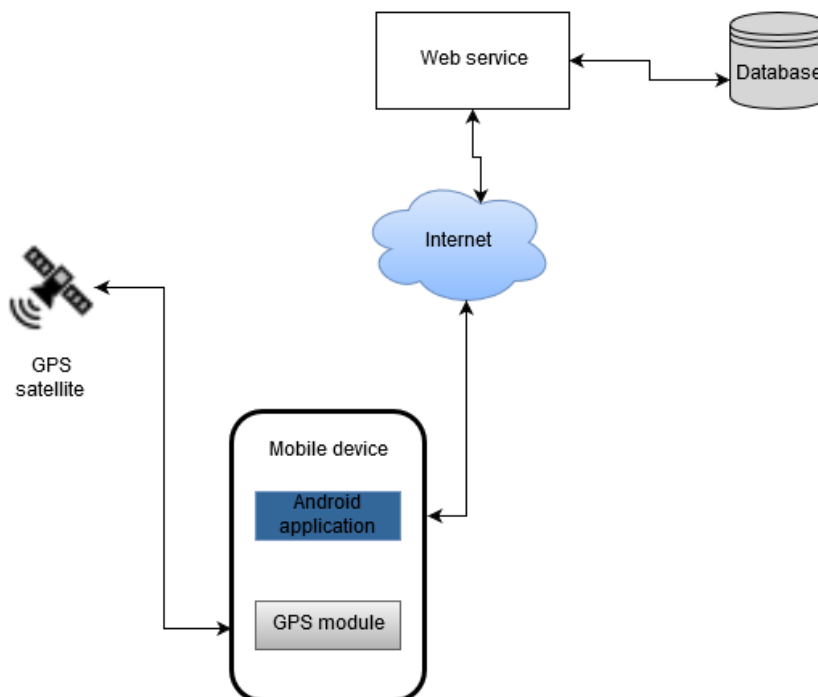 Web service
Database
Internet
GPS
satellite
Mobile device
Android
application
GPS module